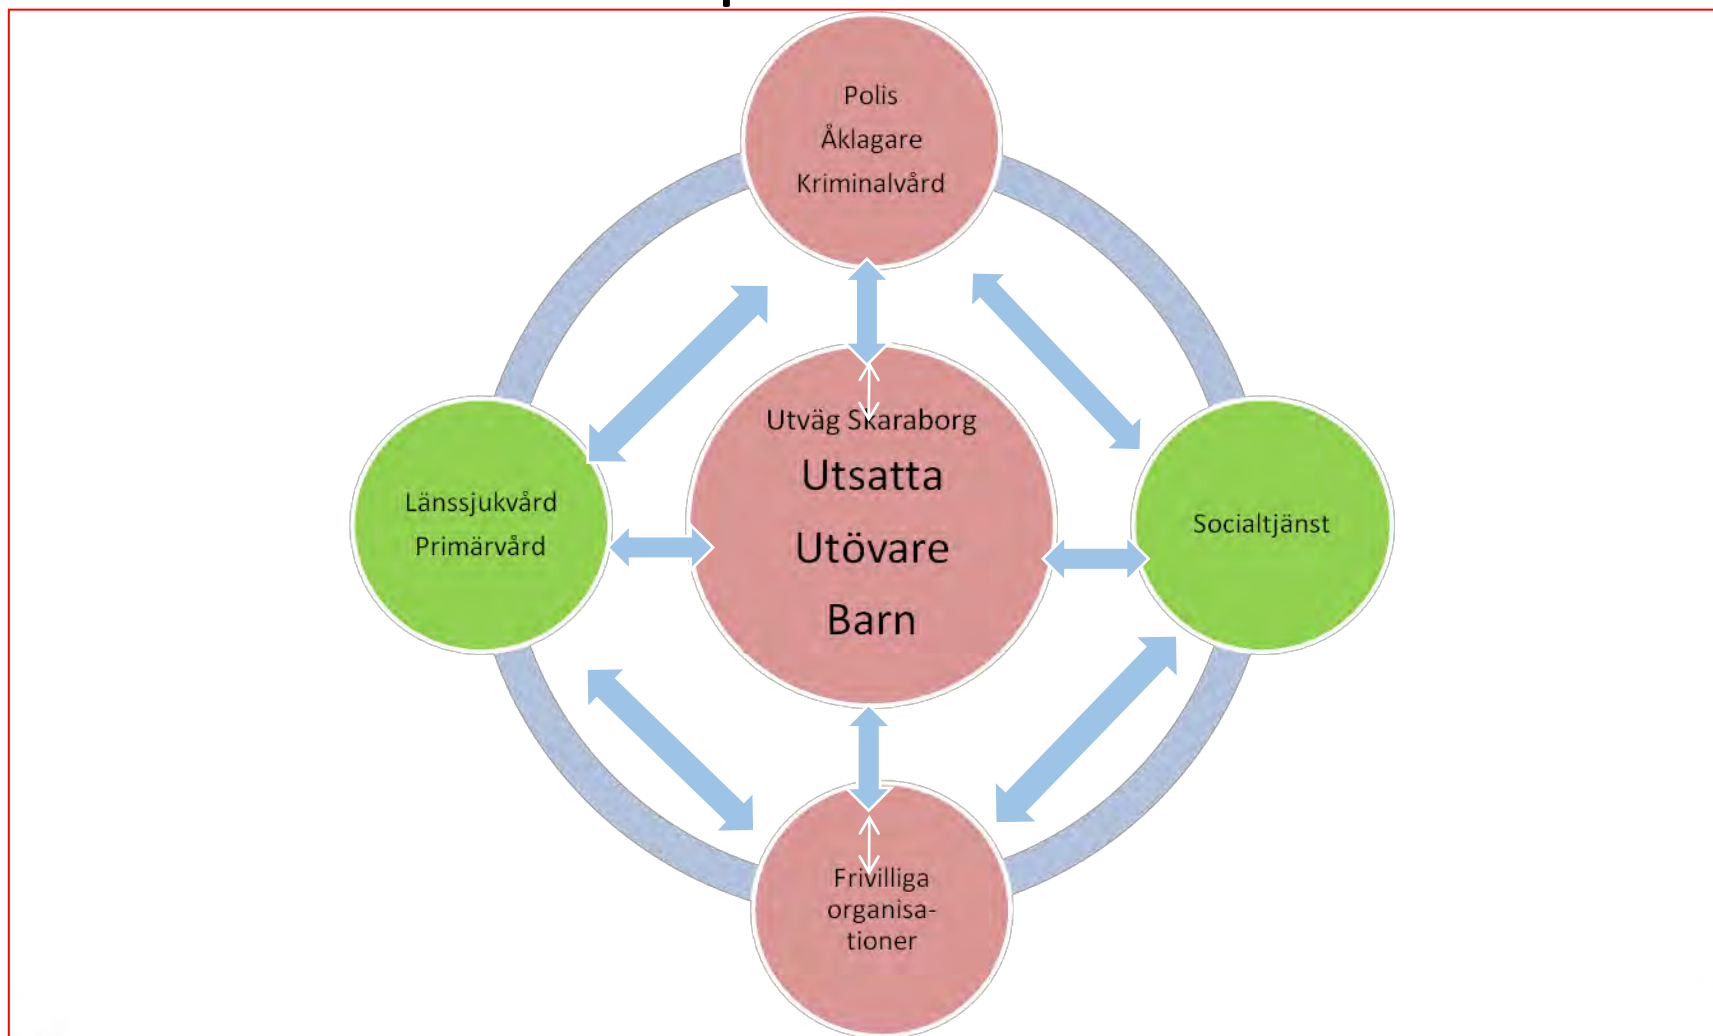 Polis
Åklagare
Kriminalvård
Utväg Skaraborg
Utsatta
Utövare
Barn
Länssjukvård
Primärvård
Socialtjänst
Frivilliga
organisa-
tioner